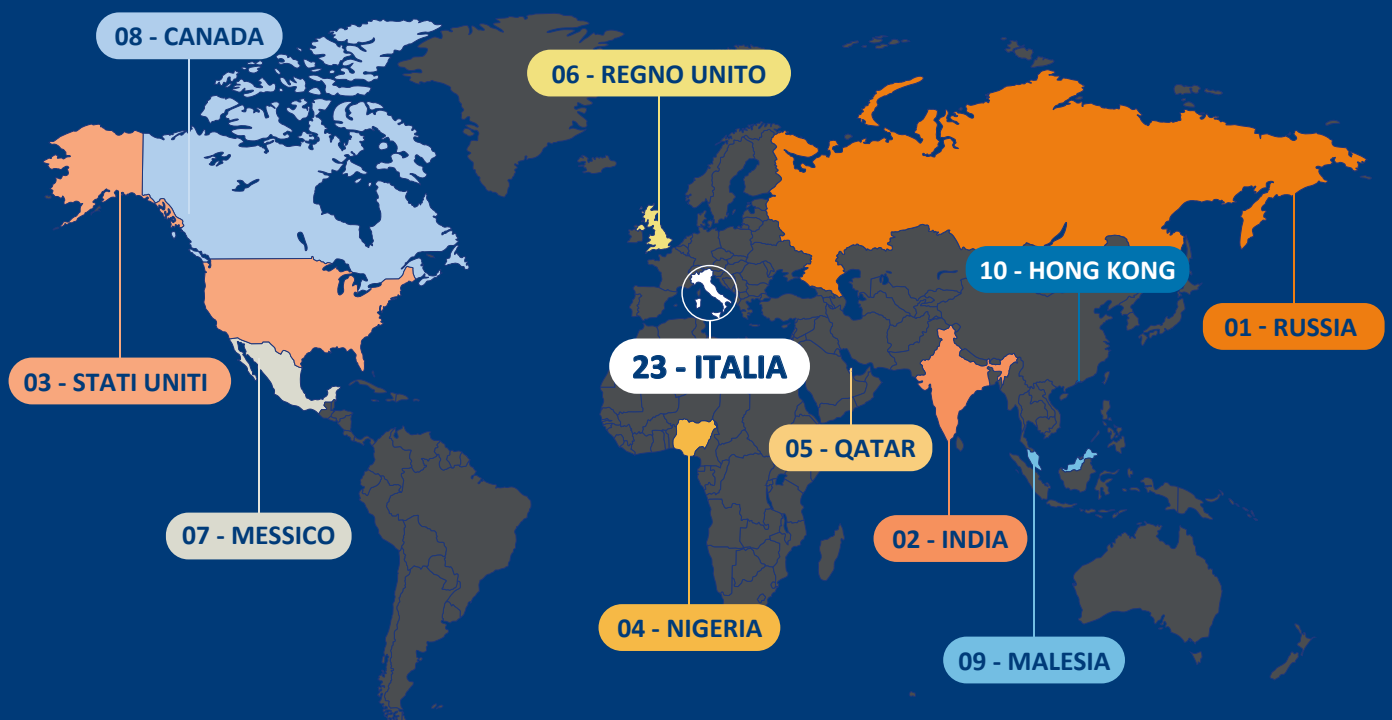 08 - CANADA
06 - REGNO UNITO
10 - HONG KONG
01 - RUSSIA
23 - ITALIA
03 - STATI UNITI
05 - QATAR
07 - MESSICO
02 - INDIA
04 - NIGERIA
09 - MALESIA